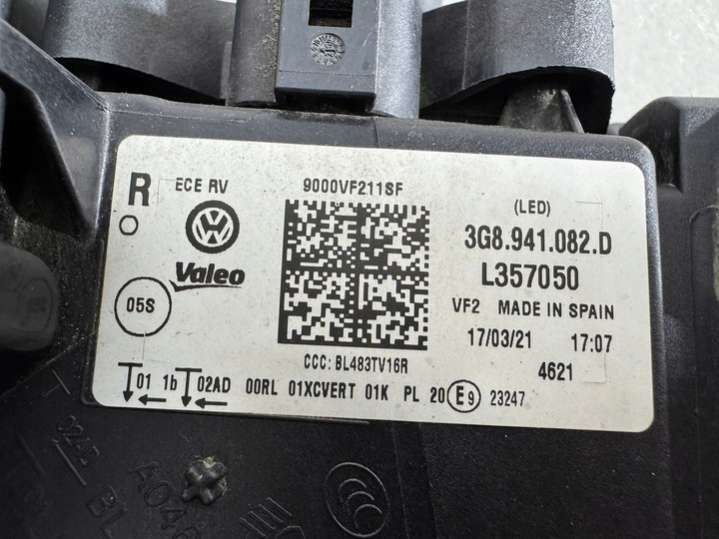 R ECE RV 9000VF211SF
(LED)
3G8.941.082.D
Valeo
L357050
05S
VF2 MADE IN SPAIN
17/03/21 17:07
CCC: BL483TV16R
4621
01 1b 02AD 00RL 01XCVERT 01K PL 20 E9 23247